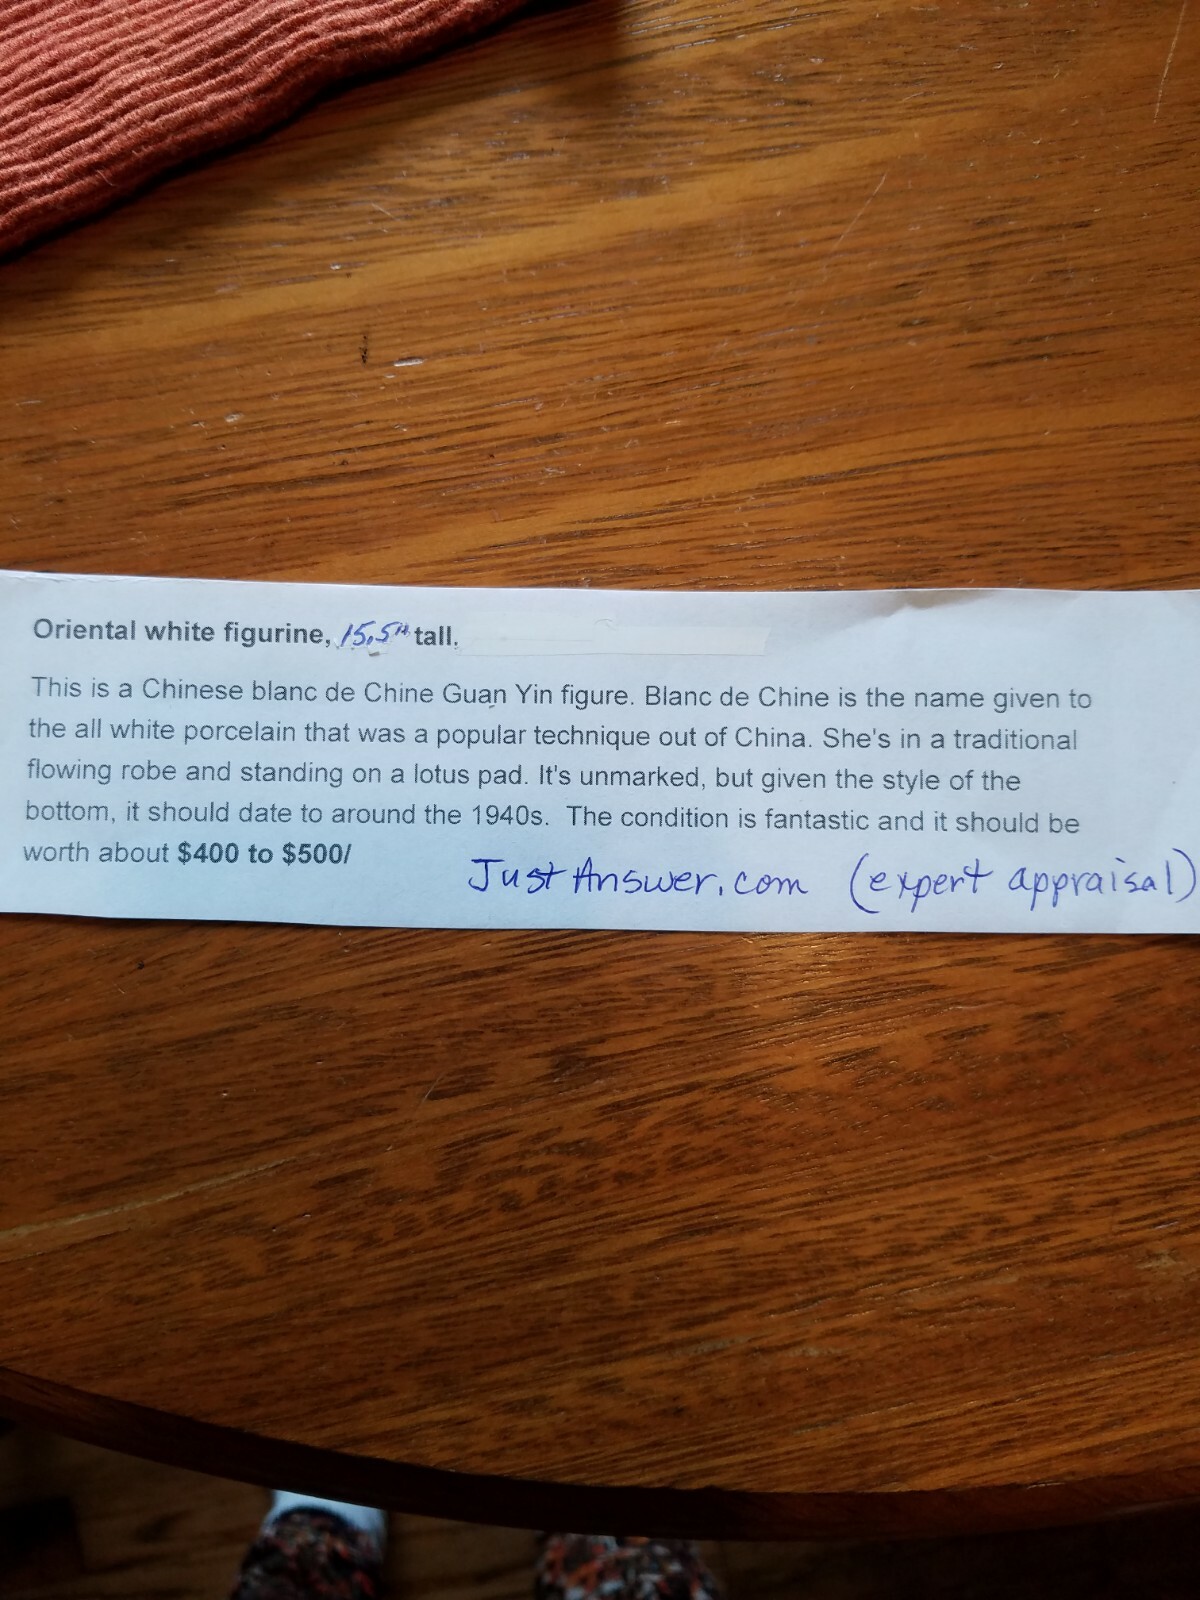 Oriental white figurine, 15.5" tall.
This is a Chinese blanc de Chine Guan Yin figure. Blanc de Chine is the name given to
the all white porcelain that was a popular technique out of China. She's in a traditional
flowing robe and standing on a lotus pad. It's unmarked, but given the style of the
bottom, it should date to around the 1940s. The condition is fantastic and it should be
worth about $400 to $500/
JustAnswer.com (expert appraisal)